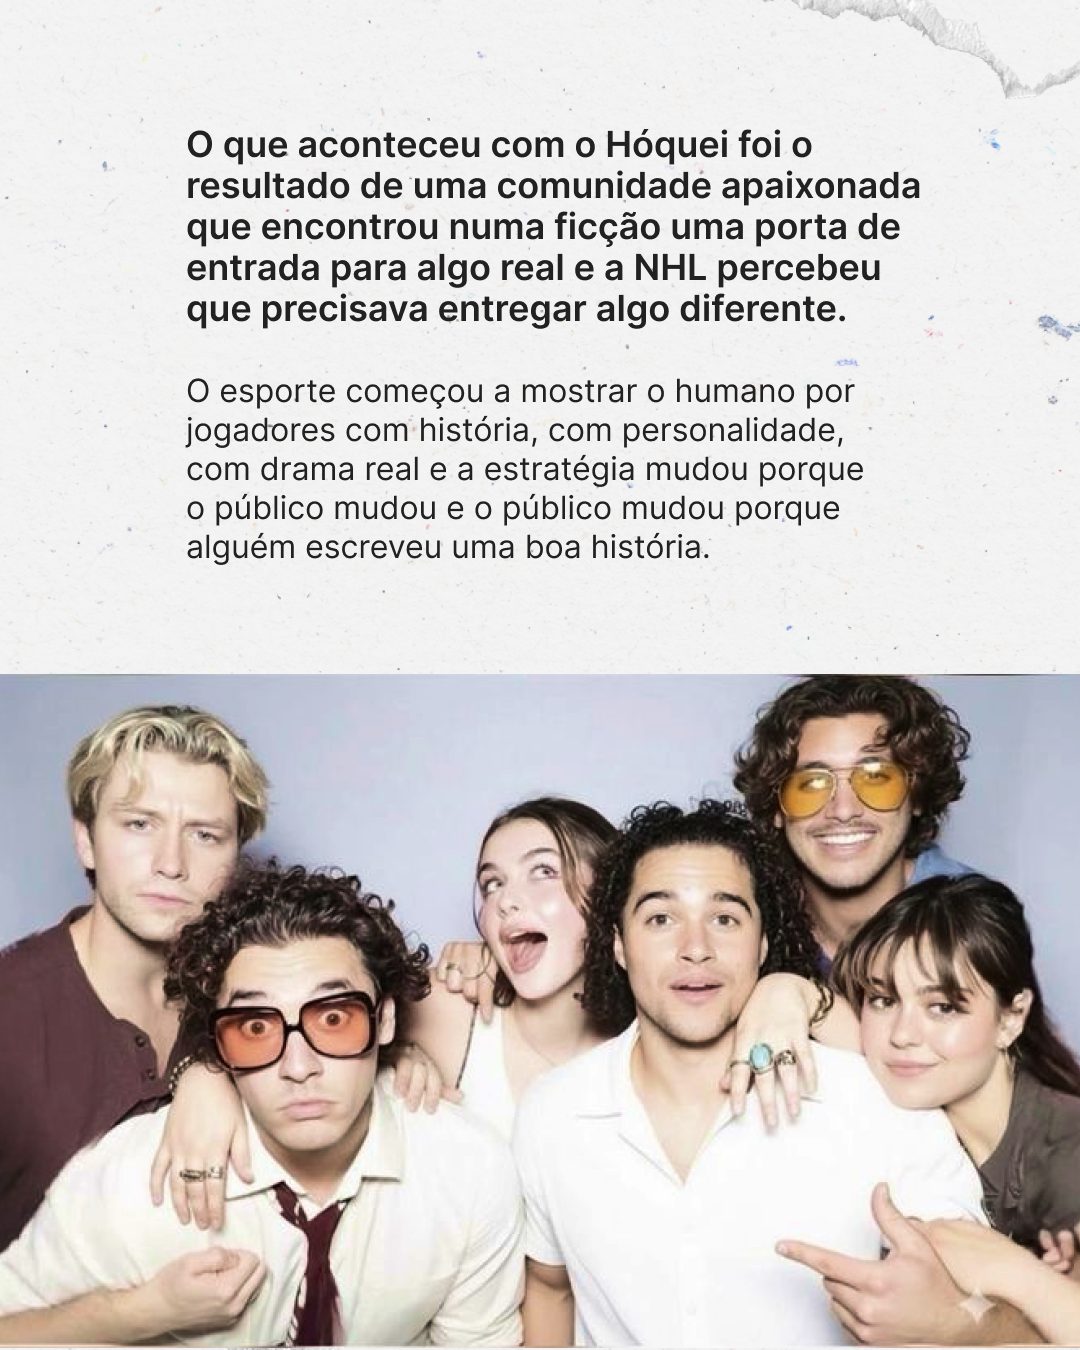 O que aconteceu com o Hóquei foi o
resultado de uma comunidade apaixonada
que encontrou numa ficção uma porta de
entrada para algo real e a NHL percebeu
que precisava entregar algo diferente.
O esporte começou a mostrar o humano por
jogadores com história, com personalidade,
com drama real e a estratégia mudou porque
o público mudou e o público mudou porque
alguém escreveu uma boa história.